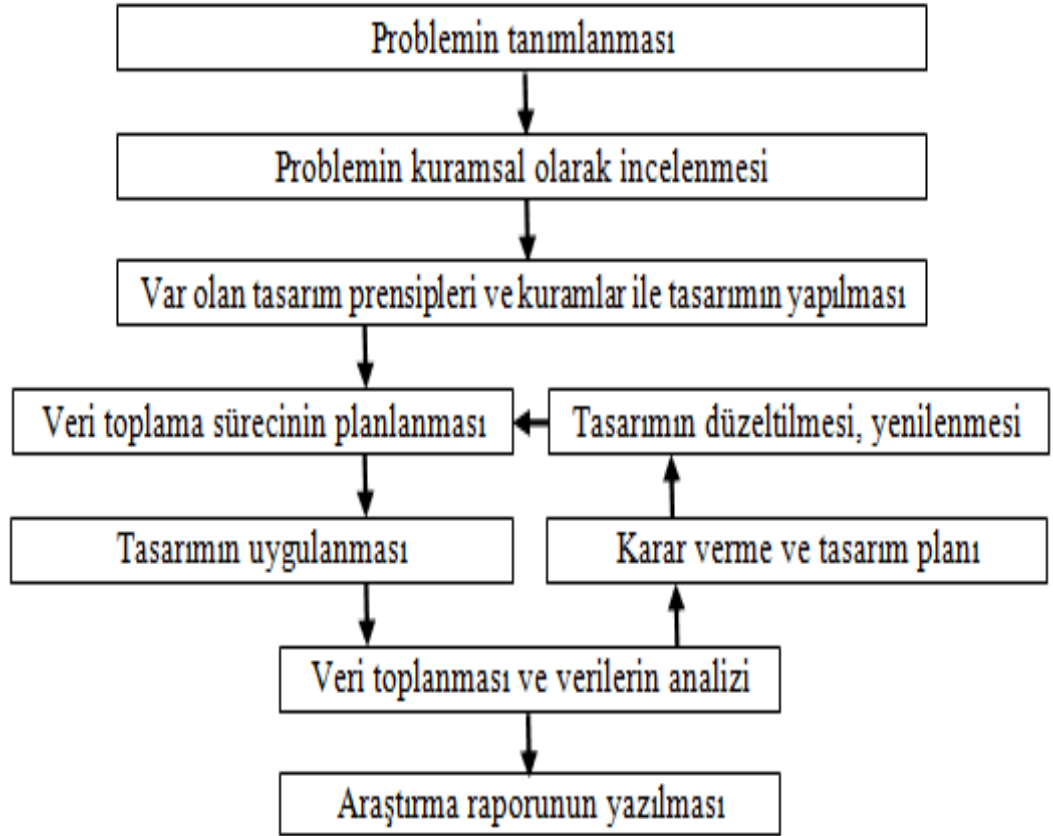 Problemin tanımlanması
Problemin kuramsal olarak incelenmesi
Var olan tasarım prensipleri ve kuramlar ile tasarımın yapılması
Veri toplama sürecinin planlanması
Tasarımın düzeltilmesi, yenilenmesi
Tasarımın uygulanması
Karar verme ve tasarım planı
Veri toplanması ve verilerin analizi
Araştırma raporunun yazılması